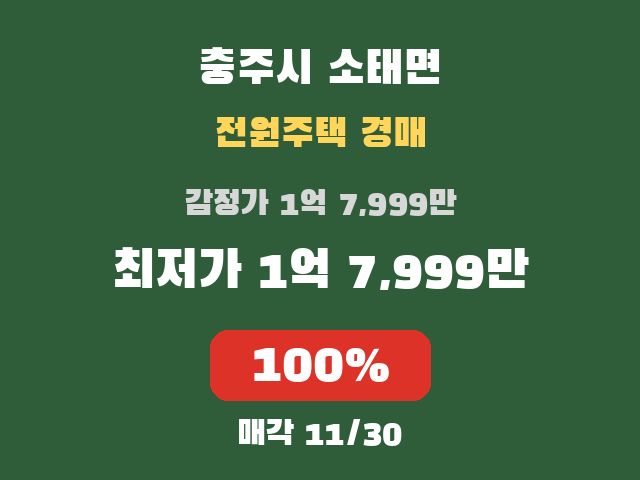 충주시 소태면
전원주택 경매
감정가 1억 7,999만
최저가 1억 7,999만
100%
매각 11/30